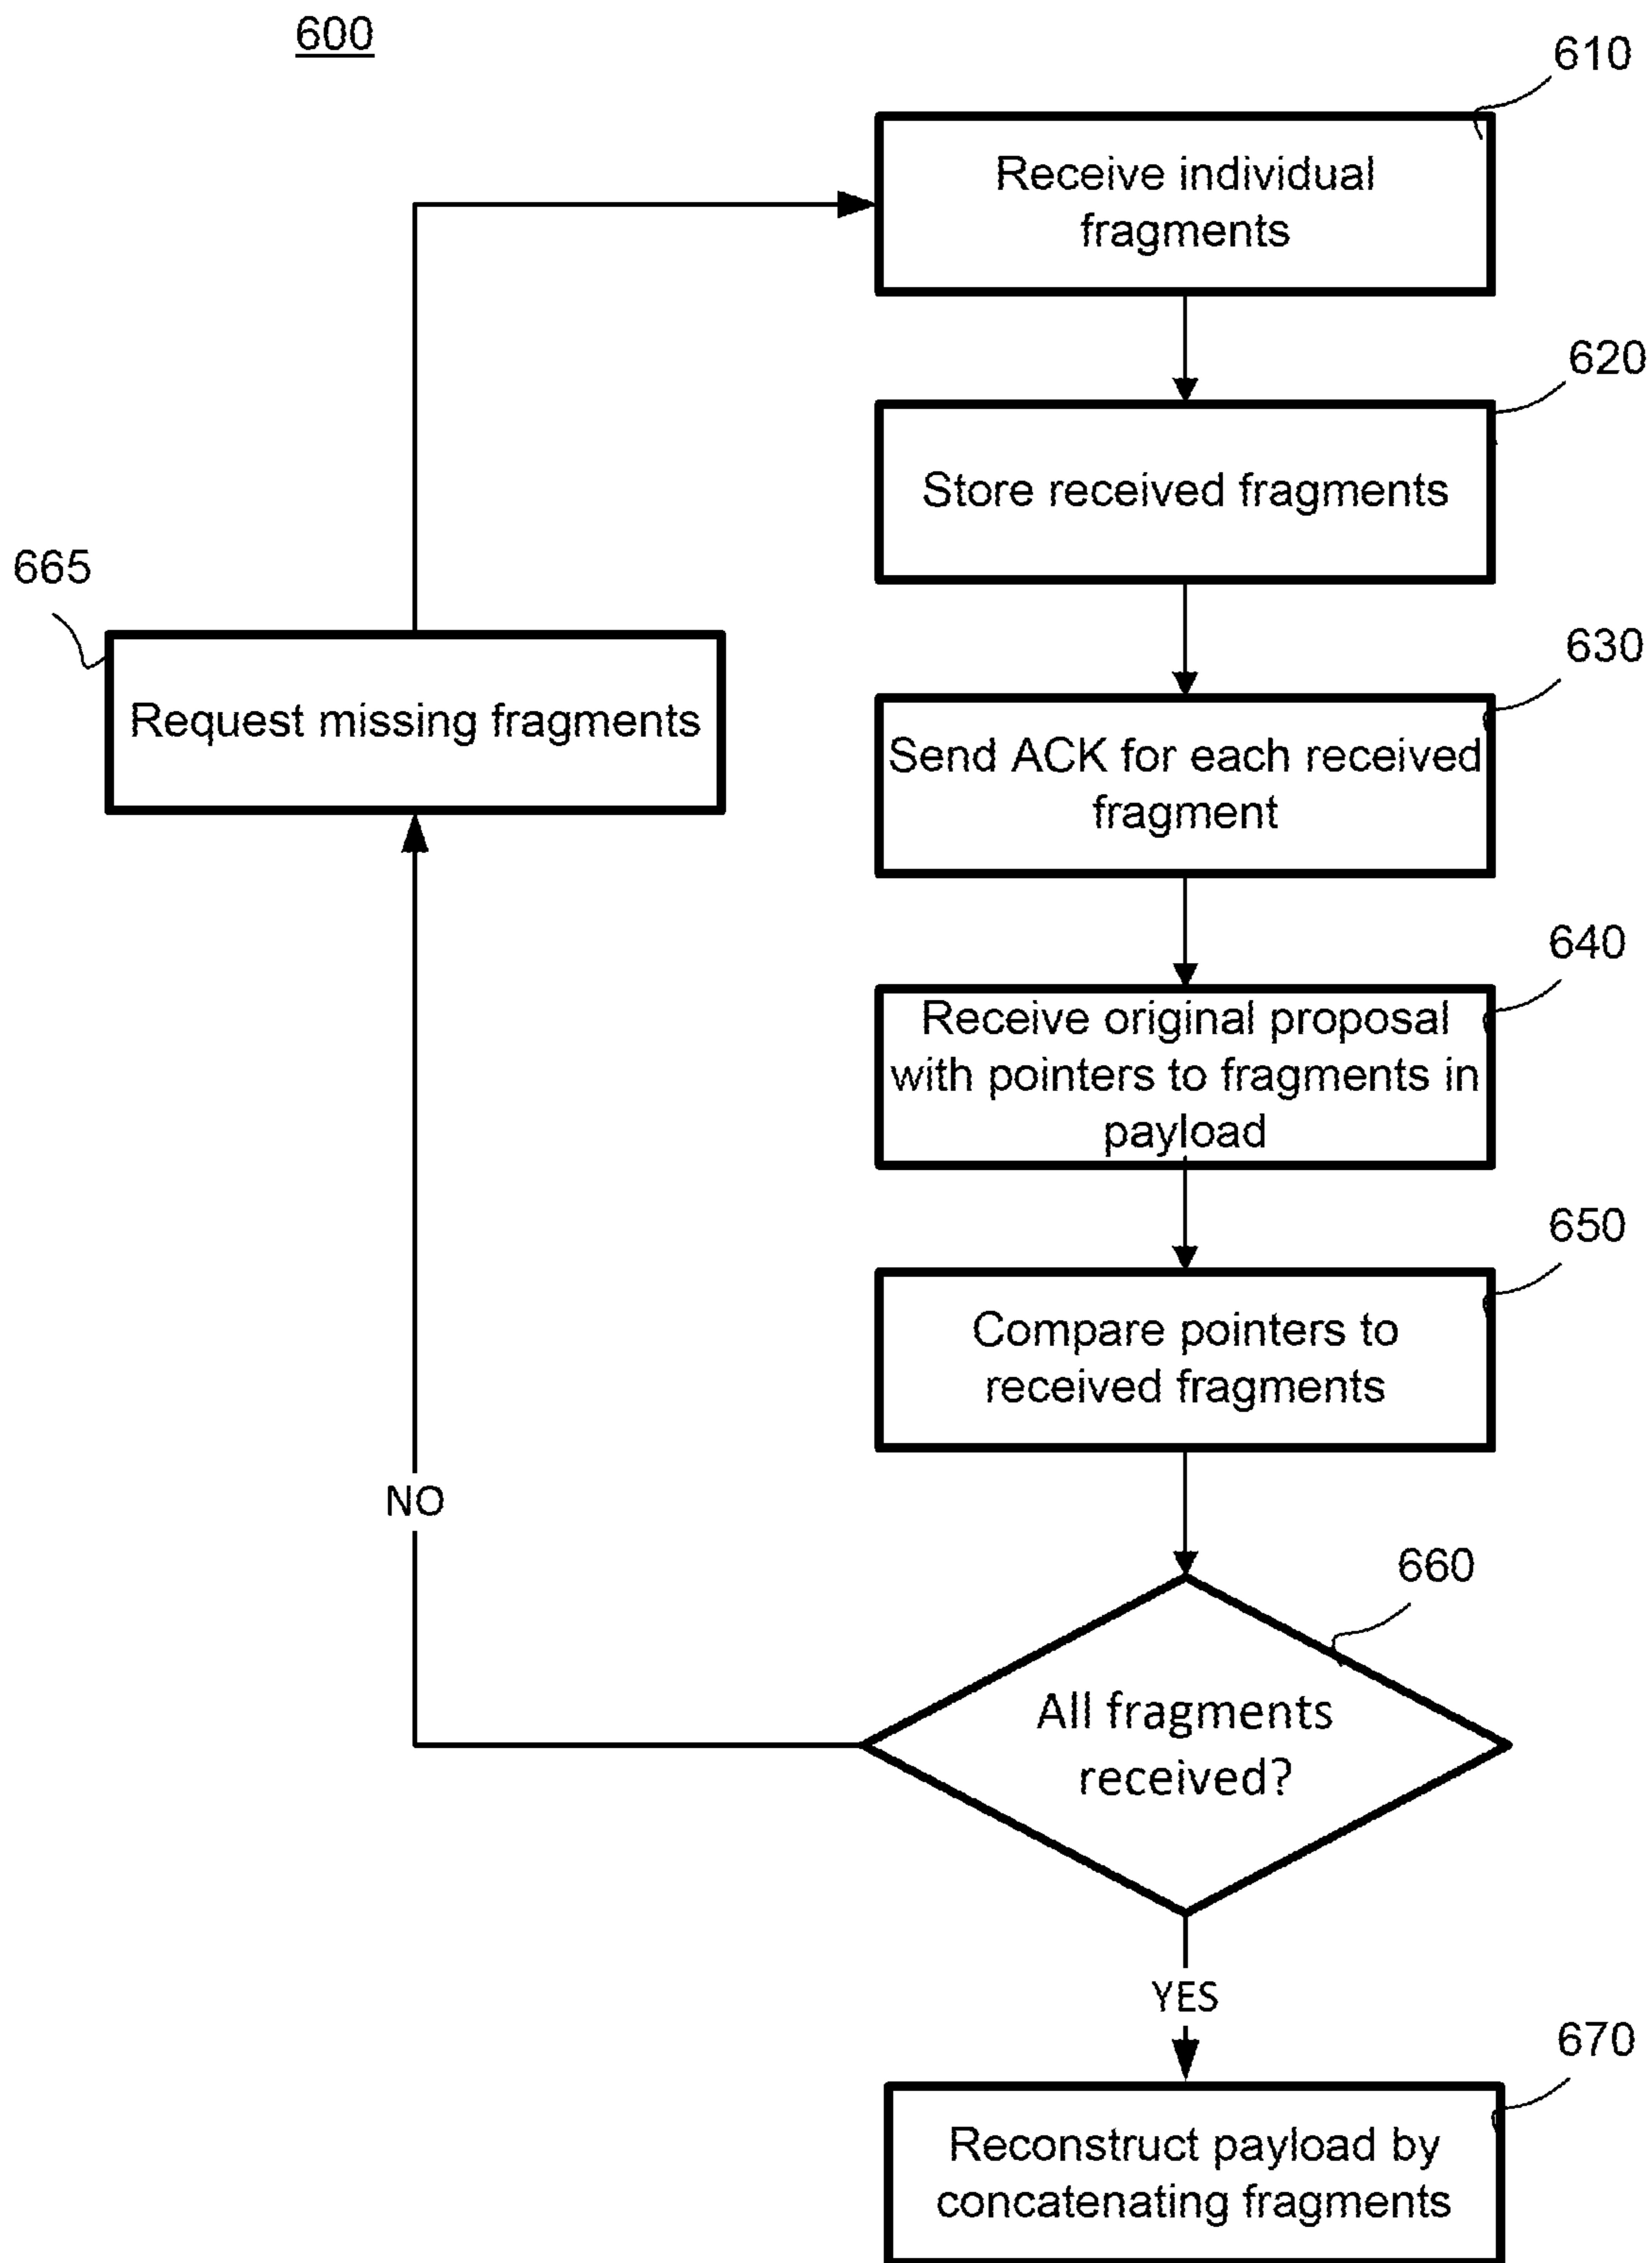 600
610
Receive individual
fragments
620
Store received fragments
665
Request missing fragments
630
Send ACK for each received
fragment
640
Receive original proposal
with pointers to fragments in
payload
650
Compare pointers to
received fragments
NO
660
All fragments
received?
YES
670
Reconstruct payload by
concatenating fragments